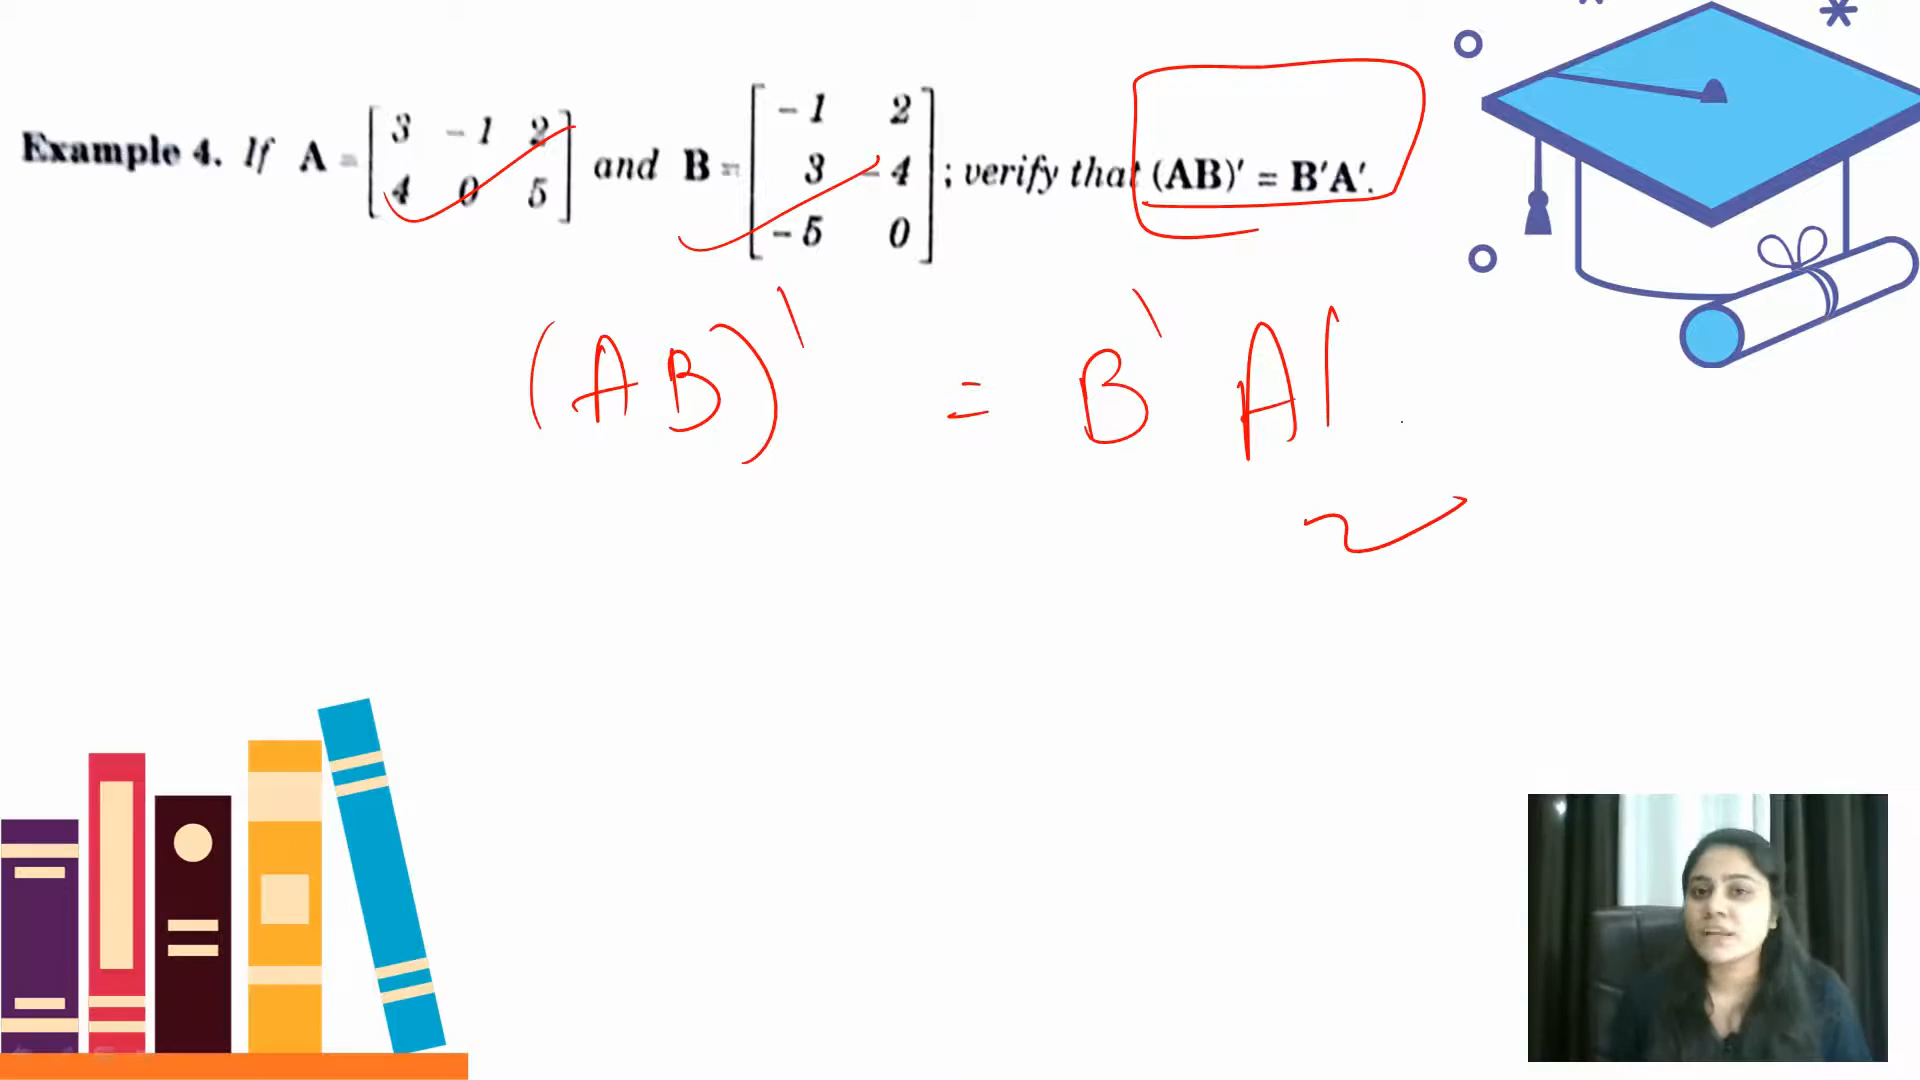 Example 4. If A = [ 3 - 1 2 ; 4 0 5 ] and B = [ - 1 2 ; 3 - 4 ; - 5 0 ] ; verify that (AB)′ = B′A′.
(AB)' = B' A'